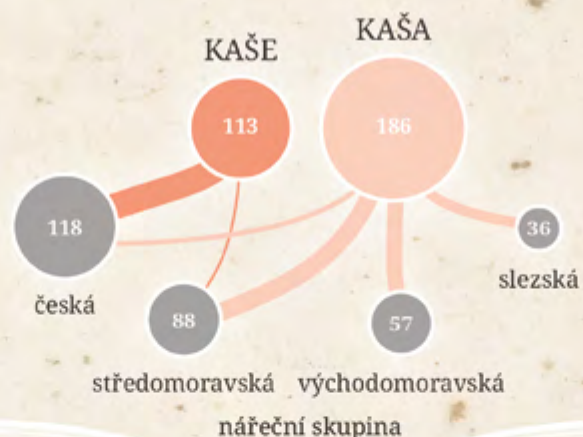 KAŠE
KAŠA
113
186
118
36
88
57
česká
slezská
středomoravská
východomoravská
nářeční skupina